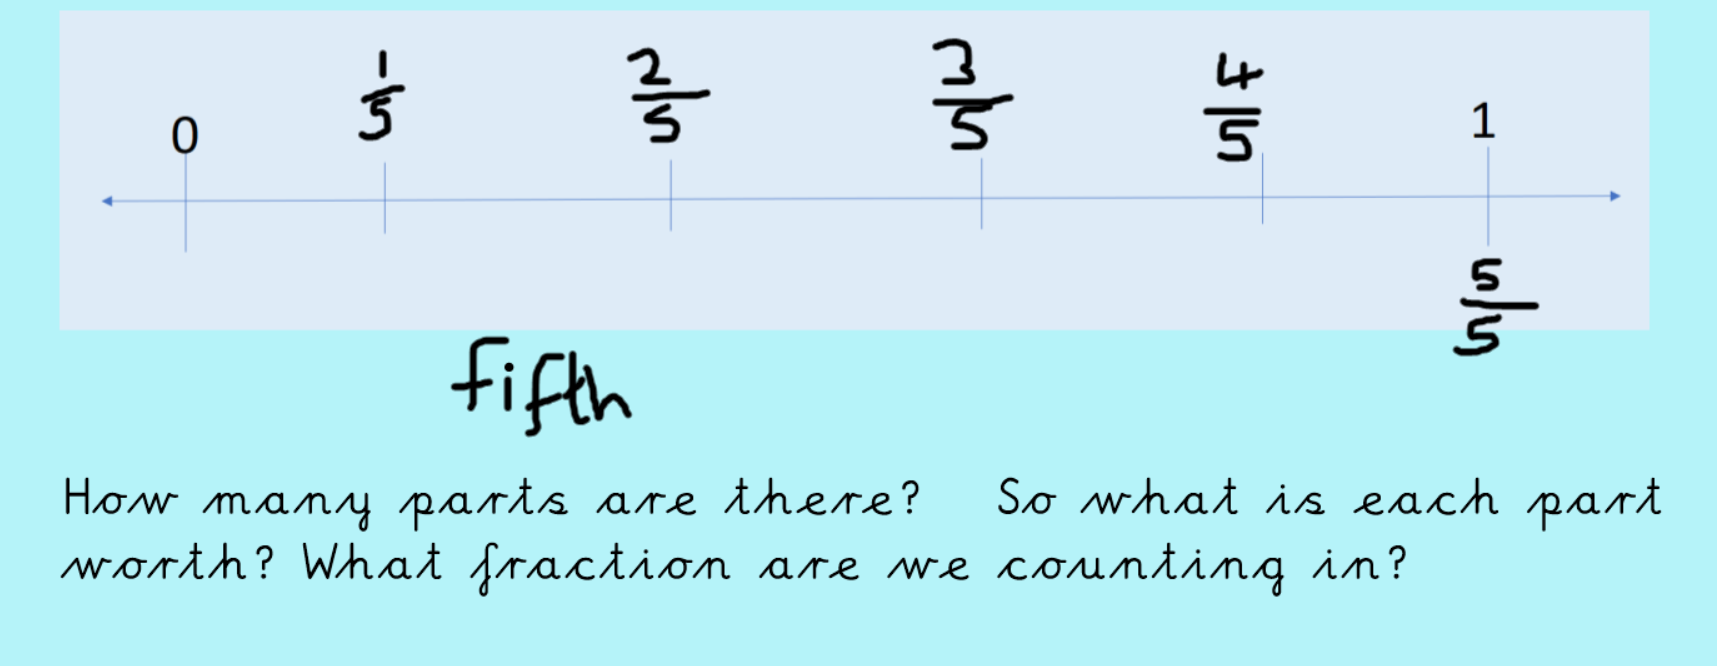 0 1/5 2/5 3/5 4/5 1
5/5
fifth
How many parts are there? So what is each part
worth? What fraction are we counting in?